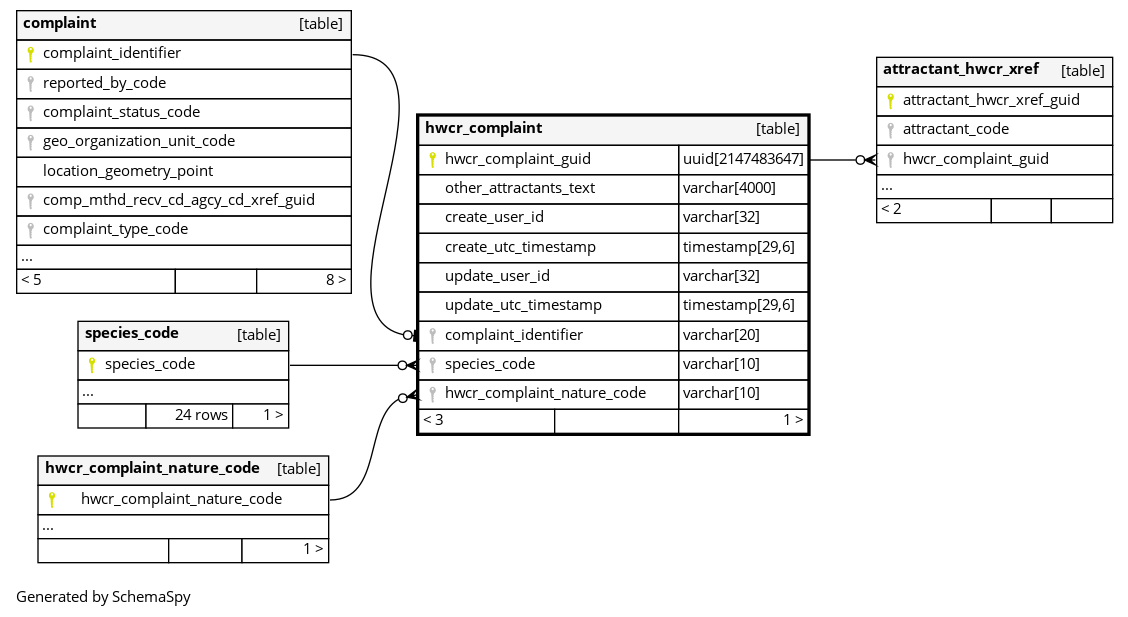 complaint [table]
complaint_identifier
reported_by_code
complaint_status_code
geo_organization_unit_code
location_geometry_point
comp_mthd_recv_cd_agcy_cd_xref_guid
complaint_type_code
...
< 5 8 >
species_code [table]
species_code
...
24 rows 1 >
hwcr_complaint_nature_code [table]
hwcr_complaint_nature_code
...
1 >
hwcr_complaint [table]
hwcr_complaint_guid uuid[2147483647]
other_attractants_text varchar[4000]
create_user_id varchar[32]
create_utc_timestamp timestamp[29,6]
update_user_id varchar[32]
update_utc_timestamp timestamp[29,6]
complaint_identifier varchar[20]
species_code varchar[10]
hwcr_complaint_nature_code varchar[10]
< 3 1 >
attractant_hwcr_xref [table]
attractant_hwcr_xref_guid
attractant_code
hwcr_complaint_guid
...
< 2
Generated by SchemaSpy